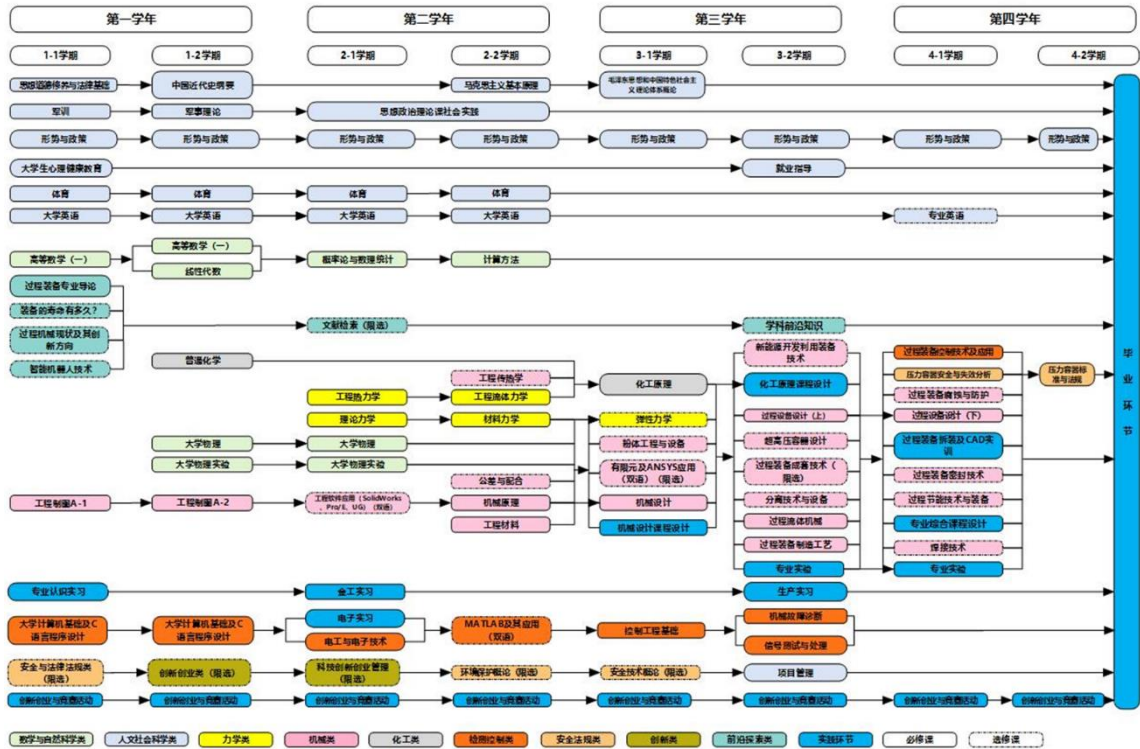 第一学年 第二学年 第三学年 第四学年
1-1学期 1-2学期 2-1学期 2-2学期 3-1学期 3-2学期 4-1学期 4-2学期
思想道德修养与法律基础 中国近代史纲要 马克思主义基本原理 毛泽东思想和中国特色社会主
义理论体系概论
军训 军事理论 思想政治理论课社会实践
形势与政策 形势与政策 形势与政策 形势与政策 形势与政策 形势与政策 形势与政策 形势与政策
大学生心理健康教育 就业指导
体育 体育 体育 体育
大学英语 大学英语 大学英语 大学英语 专业英语
高等数学（一）
高等数学（一） 概率论与数理统计 计算方法
线性代数
过程装备专业导论
装备的寿命有多久?
过程机械现状及其创
新方向
智能机器人技术
文献检索（限选） 学科前沿知识
普通化学
工程传热学
工程热力学 工程流体力学
理论力学 材料力学
大学物理 大学物理
大学物理实验 大学物理实验
公差与配合
工程制图A-1 工程制图A-2 工程软件应用（SolidWorks
、Pro/E、UG）（双语） 机械原理
工程材料
化工原理
弹性力学
粉体工程与设备
有限元及ANSYS应用
（双语）（限选）
机械设计
机械设计课程设计
新能源开发利用装备
技术
化工原理课程设计
过程设备设计（上）
超高压容器设计
过程装备成套技术（
限选）
分离技术与设备
过程流体机械
过程装备制造工艺
专业实验
过程装备控制技术及应用
压力容器安全与失效分析
过程装备腐蚀与防护
过程设备设计（下）
过程装备拆装及CAD实
训
过程装备密封技术
过程节能技术与装备
专业综合课程设计
焊接技术
专业实验
压力容器标
准与法规
毕业环节
专业认识实习 金工实习 生产实习
大学计算机基础及C
语言程序设计 大学计算机基础及C
语言程序设计 电子实习
电工与电子技术 MATLAB及其应用
（双语） 控制工程基础 机械故障诊断
信号测试与处理
安全与法律法规类
（限选） 创新创业类（限选） 科技创新创业管理
（限选） 环境保护概论（限选） 安全技术概论（限选） 项目管理
创新创业与竞赛活动 创新创业与竞赛活动 创新创业与竞赛活动 创新创业与竞赛活动 创新创业与竞赛活动 创新创业与竞赛活动 创新创业与竞赛活动 创新创业与竞赛活动
数学与自然科学类 人文社会科学类 力学类 机械类 化工类 检测控制类 安全法规类 创新类 前沿探索类 实践环节 必修课 选修课